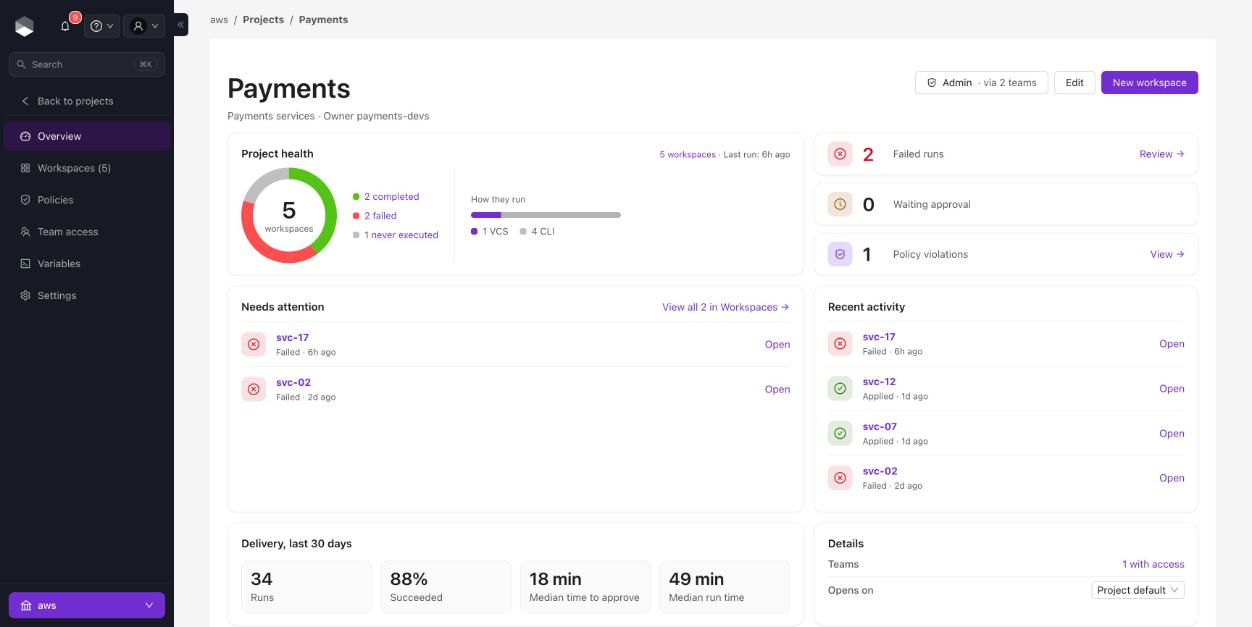 9
Search
⌘K
Back to projects
Overview
Workspaces (5)
Policies
Team access
Variables
Settings
aws
aws / Projects / Payments
Payments
Payments services · Owner payments-devs
Admin · via 2 teams
Edit
New workspace
Project health
5 workspaces · Last run: 6h ago
5
workspaces
2 completed
2 failed
1 never executed
How they run
1 VCS 4 CLI
2 Failed runs Review →
0 Waiting approval
1 Policy violations View →
Needs attention
View all 2 in Workspaces →
svc-17
Failed · 6h ago
Open
svc-02
Failed · 2d ago
Open
Recent activity
svc-17
Failed · 6h ago
Open
svc-12
Applied · 1d ago
Open
svc-07
Applied · 1d ago
Open
svc-02
Failed · 2d ago
Open
Delivery, last 30 days
34
Runs
88%
Succeeded
18 min
Median time to approve
49 min
Median run time
Details
Teams 1 with access
Opens on Project default